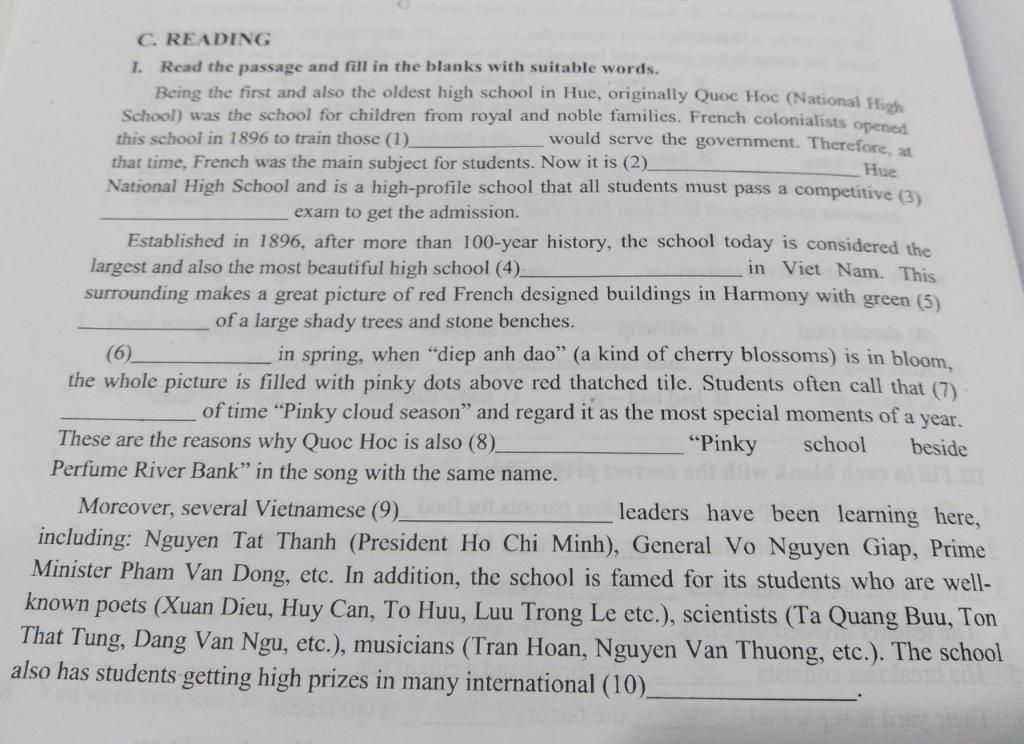 C. READING
I. Read the passage and fill in the blanks with suitable words.
Being the first and also the oldest high school in Hue, originally Quoc Hoc (National High
School) was the school for children from royal and noble families. French colonialists opened
this school in 1896 to train those (1)____________ would serve the government. Therefore, at
that time, French was the main subject for students. Now it is (2)____________ Hue
National High School and is a high-profile school that all students must pass a competitive (3)
____________ exam to get the admission.
Established in 1896, after more than 100-year history, the school today is considered the
largest and also the most beautiful high school (4)____________ in Viet Nam. This
surrounding makes a great picture of red French designed buildings in Harmony with green (5)
____________ of a large shady trees and stone benches.
(6)____________ in spring, when “diep anh dao” (a kind of cherry blossoms) is in bloom,
the whole picture is filled with pinky dots above red thatched tile. Students often call that (7)
____________ of time “Pinky cloud season” and regard it as the most special moments of a year.
These are the reasons why Quoc Hoc is also (8)____________ “Pinky school beside
Perfume River Bank” in the song with the same name.
Moreover, several Vietnamese (9)____________ leaders have been learning here,
including: Nguyen Tat Thanh (President Ho Chi Minh), General Vo Nguyen Giap, Prime
Minister Pham Van Dong, etc. In addition, the school is famed for its students who are well-
known poets (Xuan Dieu, Huy Can, To Huu, Luu Trong Le etc.), scientists (Ta Quang Buu, Ton
That Tung, Dang Van Ngu, etc.), musicians (Tran Hoan, Nguyen Van Thuong, etc.). The school
also has students getting high prizes in many international (10)____________.